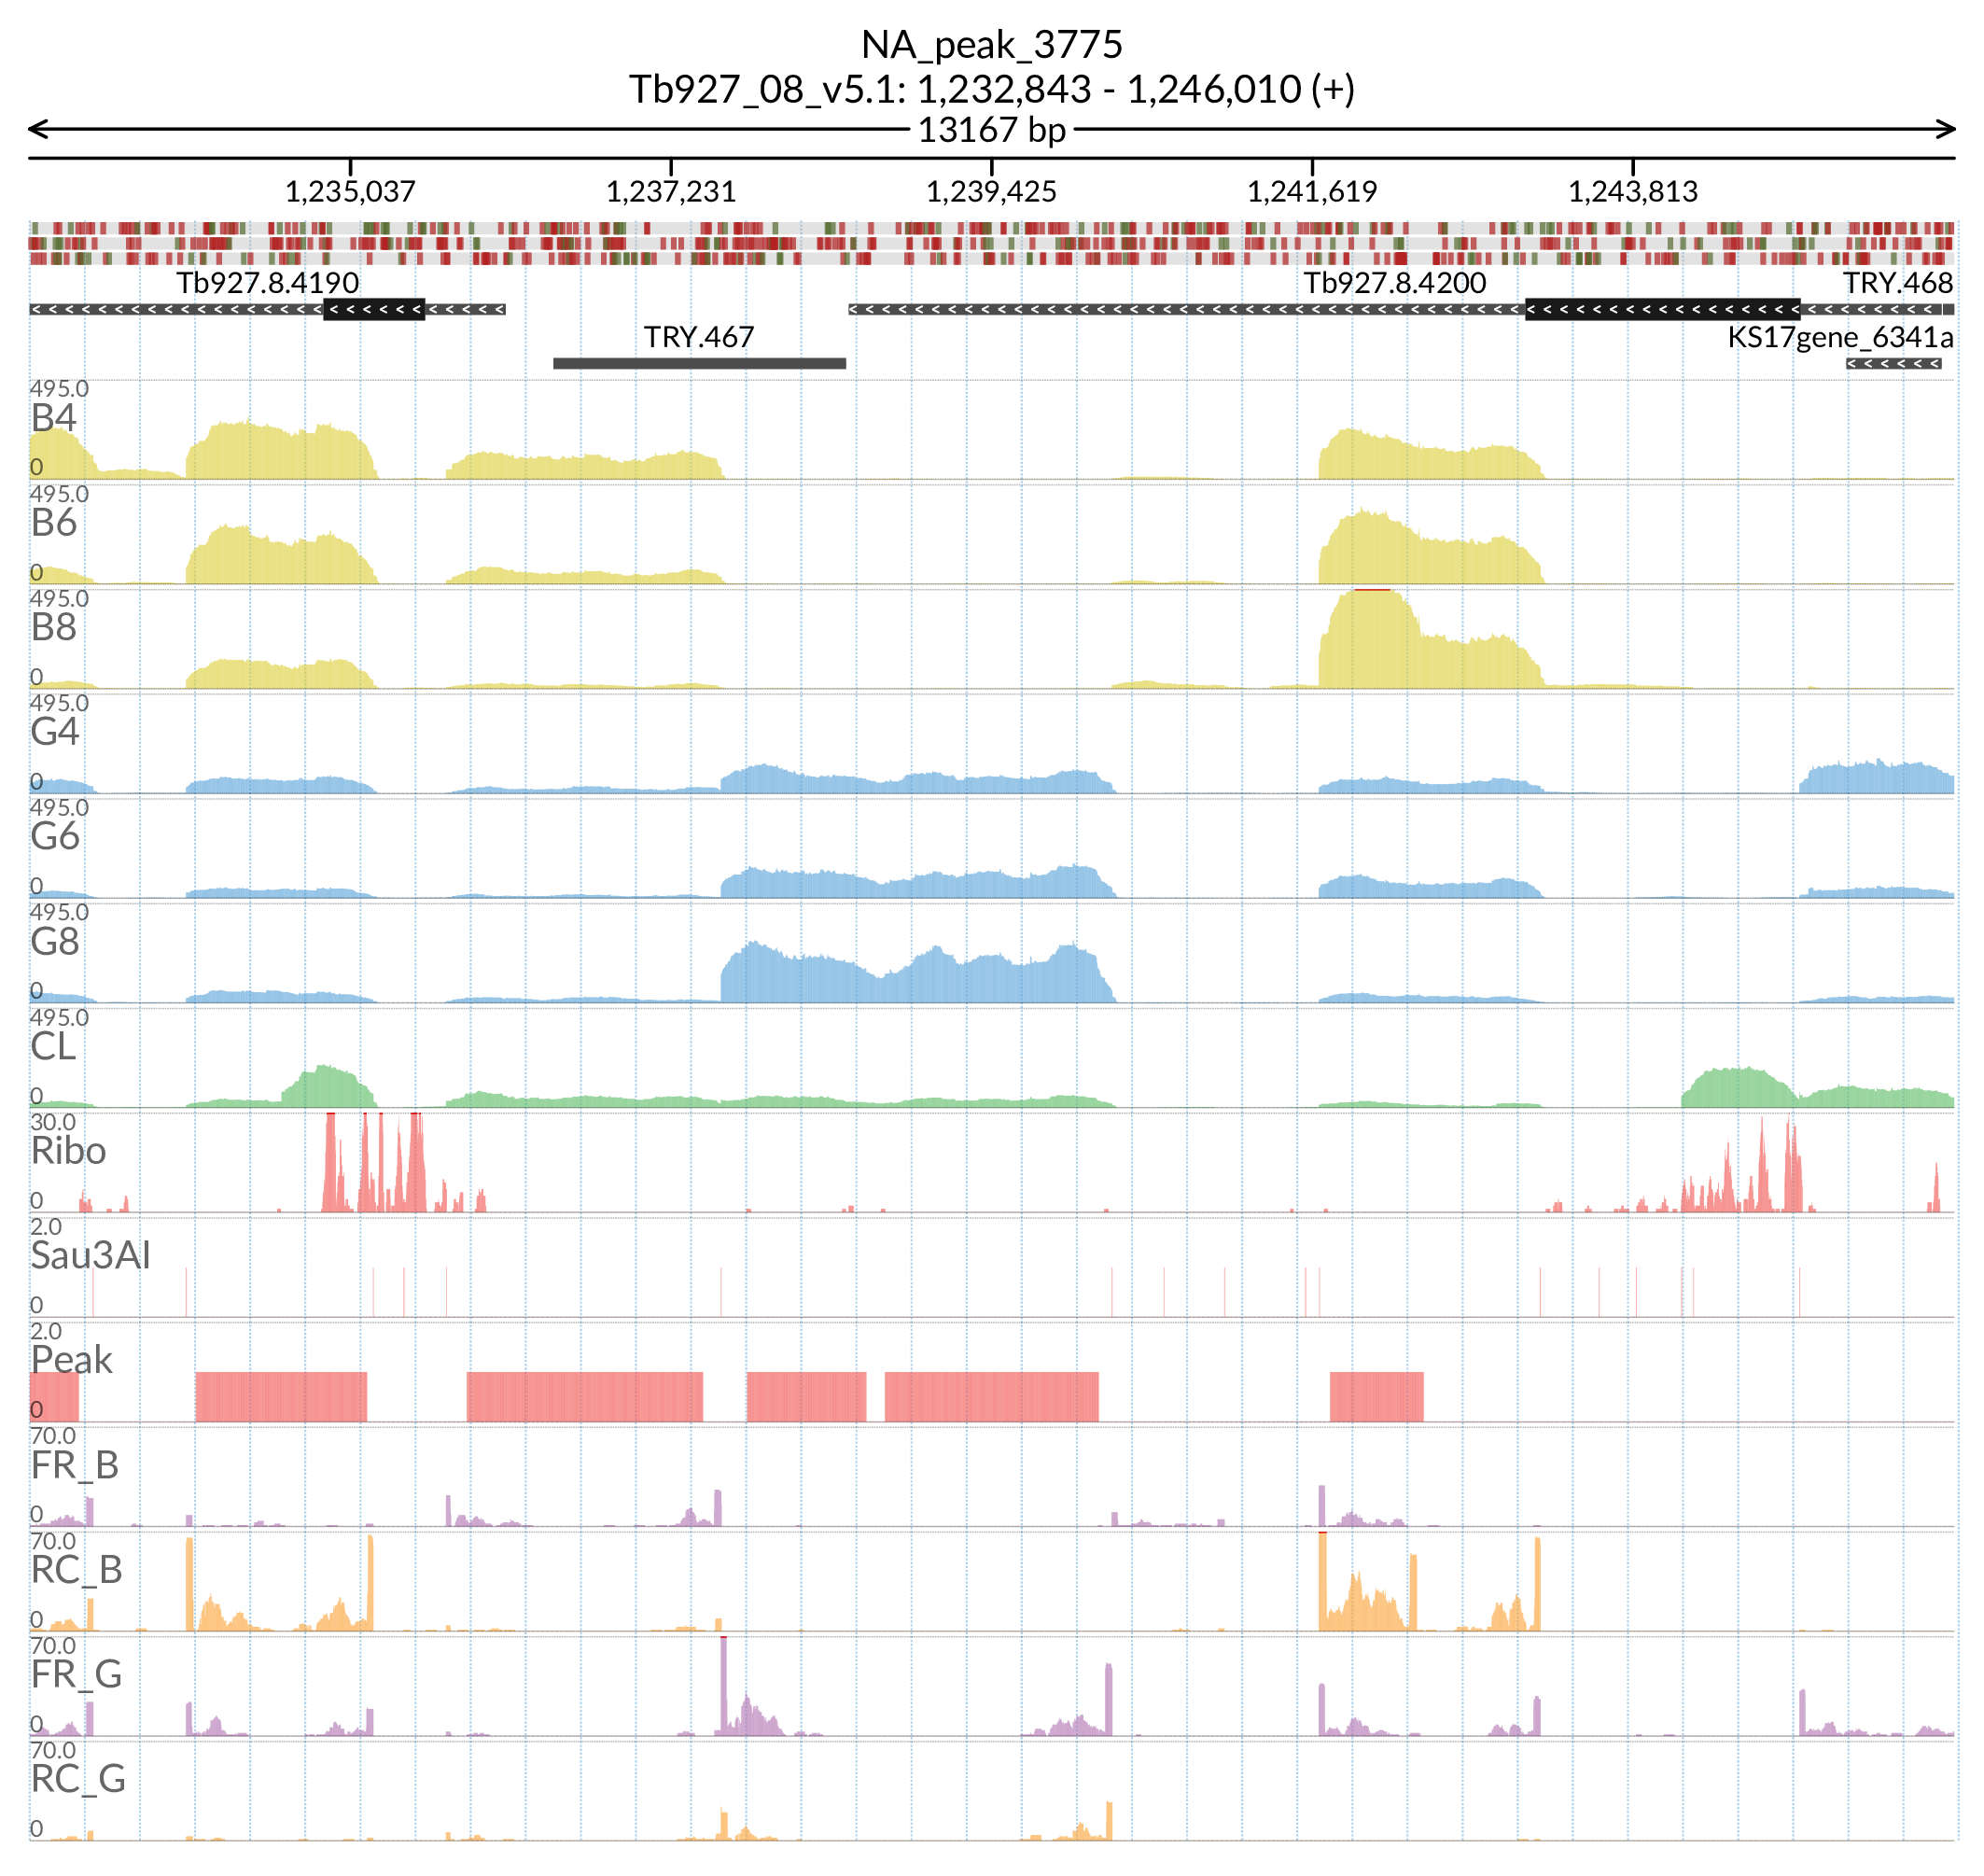 NA_peak_3775
Tb927_08_v5.1: 1,232,843 - 1,246,010 (+)
13167 bp
1,235,037 1,237,231 1,239,425 1,241,619 1,243,813
Tb927.8.4190 Tb927.8.4200 TRY.468
TRY.467 KS17gene_6341a
495.0
B4
0
495.0
B6
0
495.0
B8
0
495.0
G4
0
495.0
G6
0
495.0
G8
0
495.0
CL
0
30.0
Ribo
0
2.0
Sau3AI
0
2.0
Peak
0
70.0
FR_B
0
70.0
RC_B
0
70.0
FR_G
0
70.0
RC_G
0